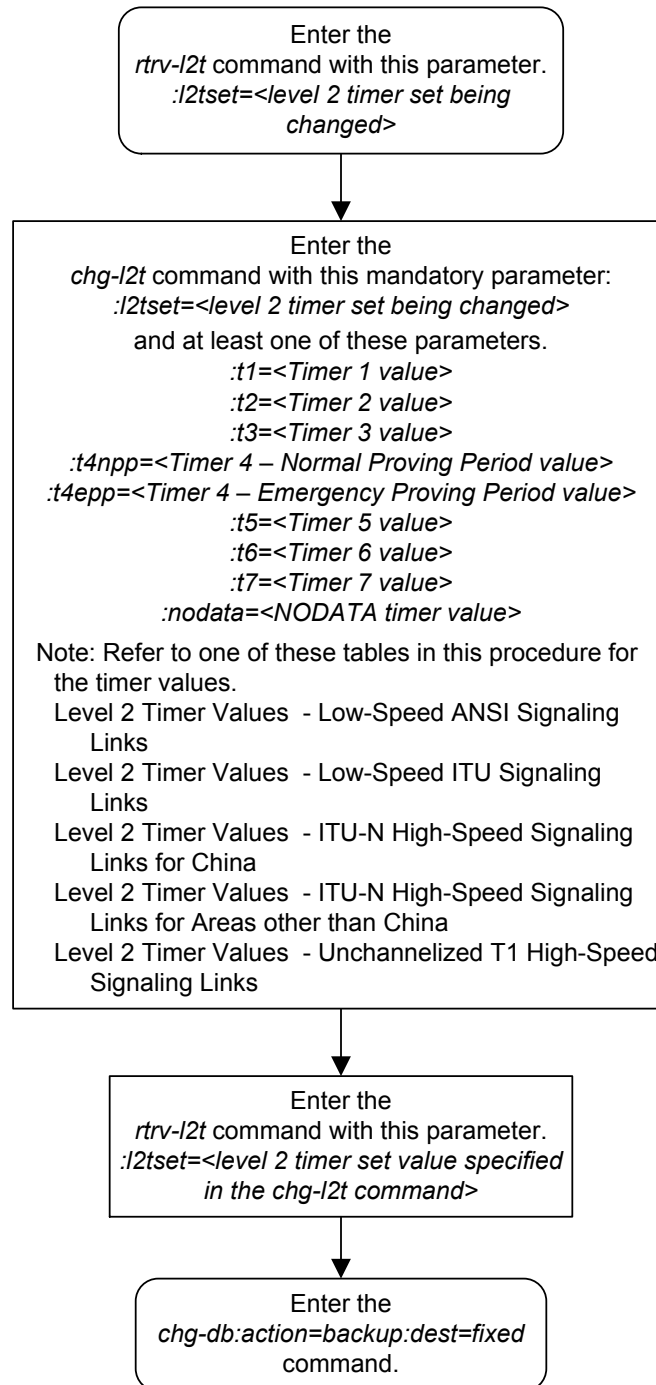 Enter the
rtrv-l2t command with this parameter.
:l2tset=<level 2 timer set being
changed>
Enter the
chg-l2t command with this mandatory parameter:
:l2tset=<level 2 timer set being changed>
and at least one of these parameters.
:t1=<Timer 1 value>
:t2=<Timer 2 value>
:t3=<Timer 3 value>
:t4npp=<Timer 4 – Normal Proving Period value>
:t4epp=<Timer 4 – Emergency Proving Period value>
:t5=<Timer 5 value>
:t6=<Timer 6 value>
:t7=<Timer 7 value>
:nodata=<NODATA timer value>
Note: Refer to one of these tables in this procedure for
the timer values.
Level 2 Timer Values - Low-Speed ANSI Signaling
Links
Level 2 Timer Values - Low-Speed ITU Signaling
Links
Level 2 Timer Values - ITU-N High-Speed Signaling
Links for China
Level 2 Timer Values - ITU-N High-Speed Signaling
Links for Areas other than China
Level 2 Timer Values - Unchannelized T1 High-Speed
Signaling Links
Enter the
rtrv-l2t command with this parameter.
:l2tset=<level 2 timer set value specified
in the chg-l2t command>
Enter the
chg-db:action=backup:dest=fixed
command.